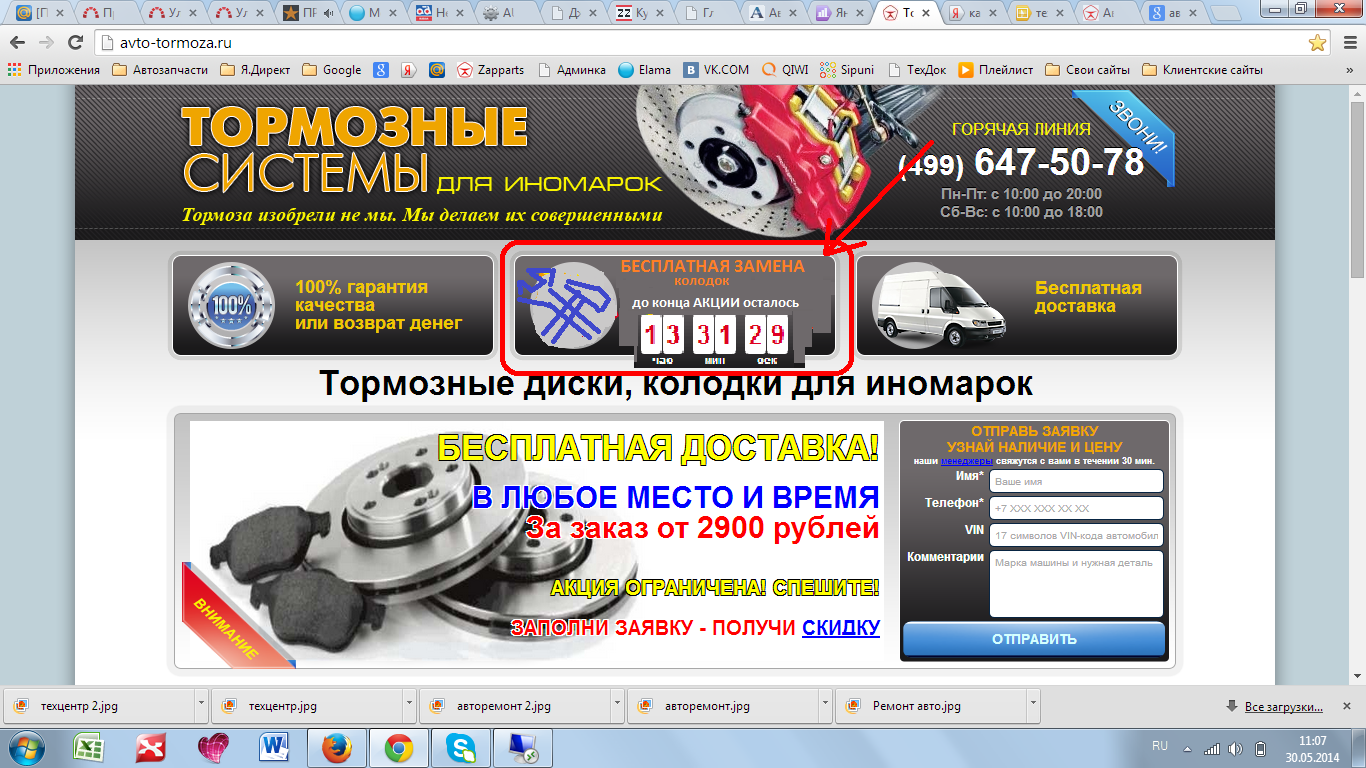 [П
П
Ул
Ул
ПР
М
Но
Al
Дэ
ZZ
Ку
Гл
Ав
Ян
То
ка
те
Ав
ав
avto-tormoza.ru
Приложения
Автозапчасти
Я.Директ
Google
Zapparts
Админка
Elama
VK.COM
QIWI
Sipuni
ТехДок
Плейлист
Свои сайты
Клиентские сайты
»
ТОРМОЗНЫЕ
СИСТЕМЫ ДЛЯ ИНОМАРОК
Тормоза изобрели не мы. Мы делаем их совершенными
ГОРЯЧАЯ ЛИНИЯ
(499) 647-50-78
Пн-Пт: с 10:00 до 20:00
Сб-Вс: с 10:00 до 18:00
ЗВОНИ!
100%
100% гарантия
качества
или возврат денег
БЕСПЛАТНАЯ ЗАМЕНА
колодок
до конца АКЦИИ осталось
13 31 29
час мин сек
Бесплатная
доставка
Тормозные диски, колодки для иномарок
БЕСПЛАТНАЯ ДОСТАВКА!
В ЛЮБОЕ МЕСТО И ВРЕМЯ
За заказ от 2900 рублей
АКЦИЯ ОГРАНИЧЕНА! СПЕШИТЕ!
ЗАПОЛНИ ЗАЯВКУ - ПОЛУЧИ СКИДКУ
ВНИМАНИЕ
ОТПРАВЬ ЗАЯВКУ
УЗНАЙ НАЛИЧИЕ И ЦЕНУ
наши менеджеры свяжутся с вами в течении 30 мин.
Имя* Ваше имя
Телефон* +7 XXX XXX XX XX
VIN 17 символов VIN-кода автомобил
Комментарии Марка машины и нужная деталь
ОТПРАВИТЬ
техцентр 2.jpg
техцентр.jpg
авторемонт 2.jpg
авторемонт.jpg
Ремонт авто.jpg
Все загрузки...
RU
11:07
30.05.2014